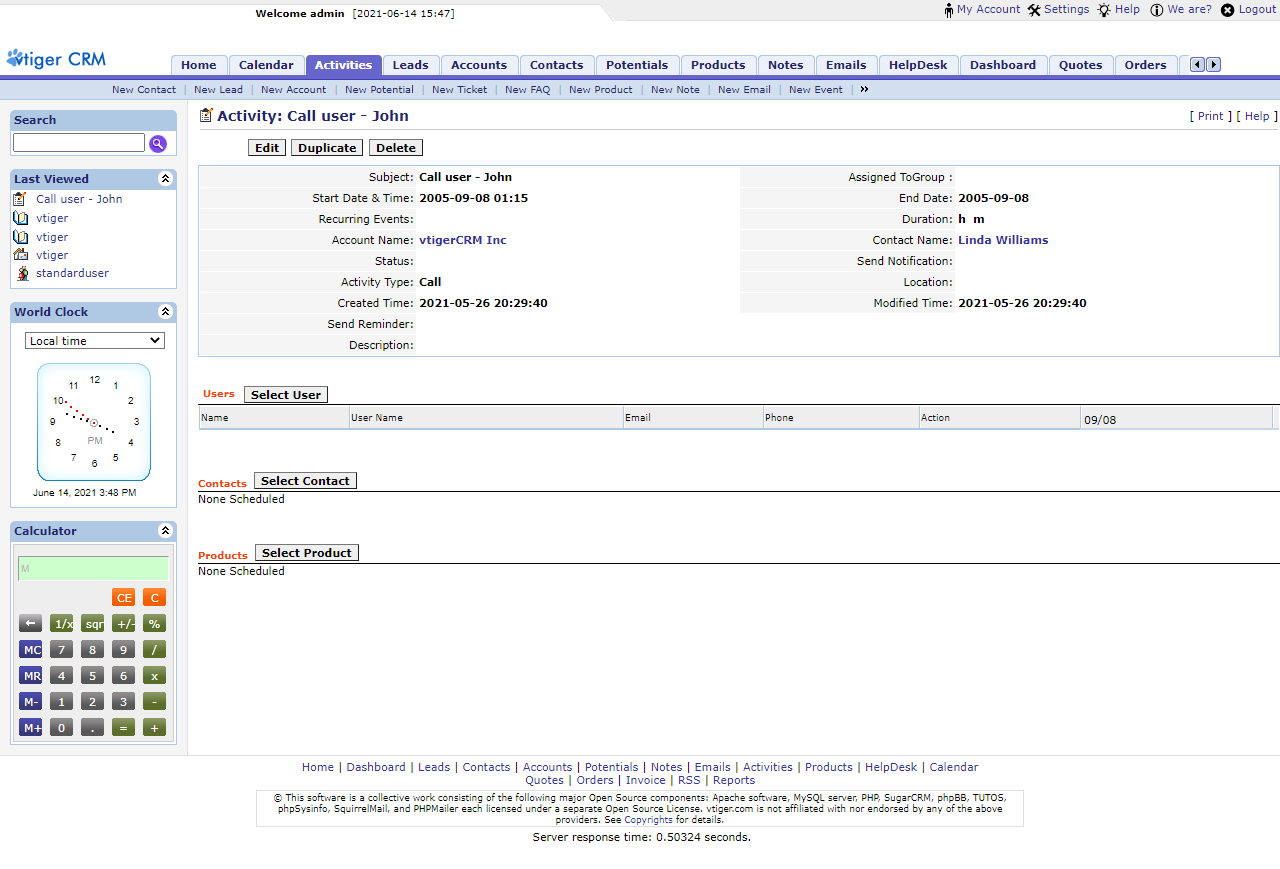 Welcome admin [2021-06-14 15:47]
My Account Settings Help We are? Logout
vtiger CRM
Home Calendar Activities Leads Accounts Contacts Potentials Products Notes Emails HelpDesk Dashboard Quotes Orders
New Contact | New Lead | New Account | New Potential | New Ticket | New FAQ | New Product | New Note | New Email | New Event | »
Search
Last Viewed
Call user - John
vtiger
vtiger
vtiger
standarduser
World Clock
Local time
12
11 1
10 2
9 3
8 4
PM
7 5
6
June 14, 2021 3:48 PM
Calculator
M
CE C
← 1/x sqr +/- %
MC 7 8 9 /
MR 4 5 6 x
M- 1 2 3 -
M+ 0 . = +
Activity: Call user - John
[ Print ] [ Help ]
Edit Duplicate Delete
Subject: Call user - John Assigned ToGroup :
Start Date & Time: 2005-09-08 01:15 End Date: 2005-09-08
Recurring Events: Duration: h m
Account Name: vtigerCRM Inc Contact Name: Linda Williams
Status: Send Notification:
Activity Type: Call Location:
Created Time: 2021-05-26 20:29:40 Modified Time: 2021-05-26 20:29:40
Send Reminder:
Description:
Users Select User
Name User Name Email Phone Action 09/08
Contacts Select Contact
None Scheduled
Products Select Product
None Scheduled
Home | Dashboard | Leads | Contacts | Accounts | Potentials | Notes | Emails | Activities | Products | HelpDesk | Calendar
Quotes | Orders | Invoice | RSS | Reports
© This software is a collective work consisting of the following major Open Source components: Apache software, MySQL server, PHP, SugarCRM, phpBB, TUTOS,
phpSysinfo, SquirrelMail, and PHPMailer each licensed under a separate Open Source License. vtiger.com is not affiliated with nor endorsed by any of the above
providers. See Copyrights for details.
Server response time: 0.50324 seconds.